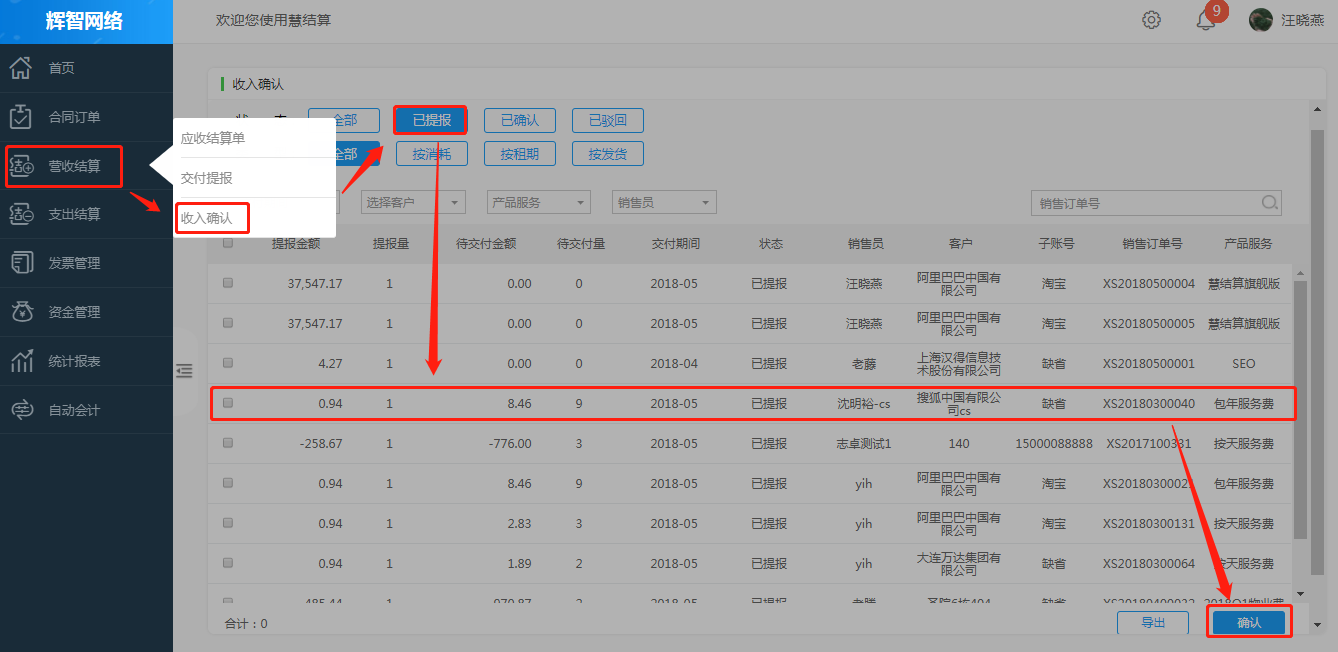 辉智网络
欢迎您使用慧结算
9
汪晓燕
首页
合同订单
营收结算
支出结算
发票管理
资金管理
统计报表
自动会计
应收结算单
交付提报
收入确认
收入确认
全部 已提报 已确认 已驳回
全部 按消耗 按租期 按发货
选择客户 产品服务 销售员 销售订单号
提报金额 提报量 待交付金额 待交付量 交付期间 状态 销售员 客户 子账号 销售订单号 产品服务
37,547.17 1 0.00 0 2018-05 已提报 汪晓燕 阿里巴巴中国有限公司 淘宝 XS20180500004 慧结算旗舰版
37,547.17 1 0.00 0 2018-05 已提报 汪晓燕 阿里巴巴中国有限公司 淘宝 XS20180500005 慧结算旗舰版
4.27 1 0.00 0 2018-04 已提报 老藤 上海汉得信息技术股份有限公司 缺省 XS20180500001 SEO
0.94 1 8.46 9 2018-05 已提报 沈明裕-cs 搜狐中国有限公司cs 缺省 XS20180300040 包年服务费
-258.67 1 -776.00 3 2018-05 已提报 志卓测试1 140 15000088888 XS2017100331 按天服务费
0.94 1 8.46 9 2018-05 已提报 yih 阿里巴巴中国有限公司 淘宝 包年服务费
0.94 1 2.83 3 2018-05 已提报 yih 阿里巴巴中国有限公司 淘宝 XS20180300131 按天服务费
0.94 1 1.89 2 2018-05 已提报 yih 大连万达集团有限公司 缺省 XS20180300064 按天服务费
合计：0
导出
确认